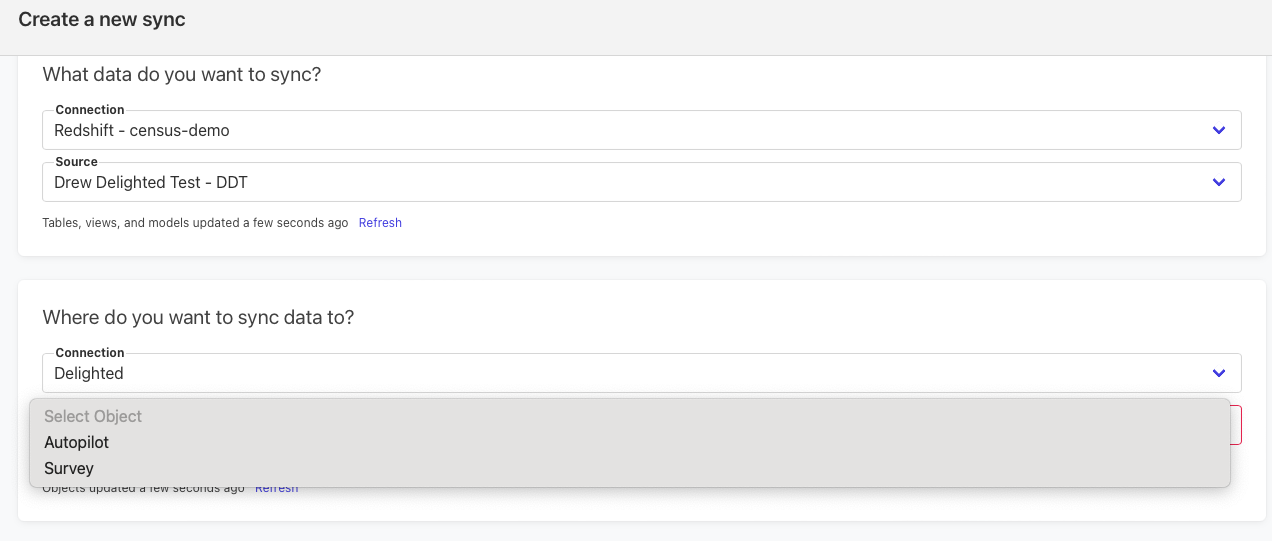 Create a new sync
What data do you want to sync?
Connection
Redshift - census-demo
Source
Drew Delighted Test - DDT
Tables, views, and models updated a few seconds ago Refresh
Where do you want to sync data to?
Connection
Delighted
Select Object
Autopilot
Survey
Objects updated a few seconds ago Refresh